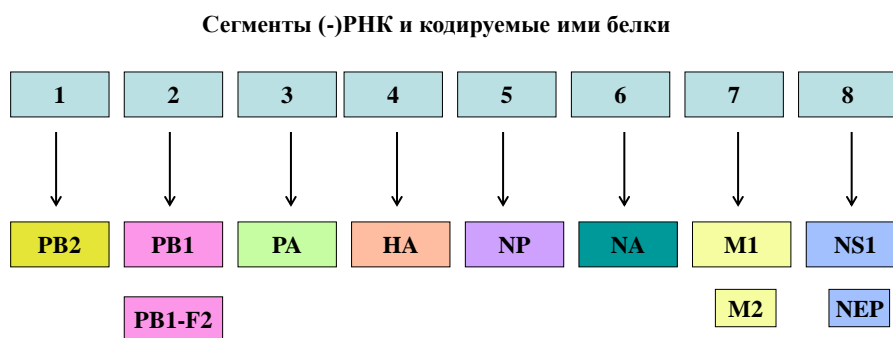 Сегменты (-)РНК и кодируемые ими белки
1 2 3 4 5 6 7 8
PB2 PB1 PA HA NP NA M1 NS1
PB1-F2 M2 NEP